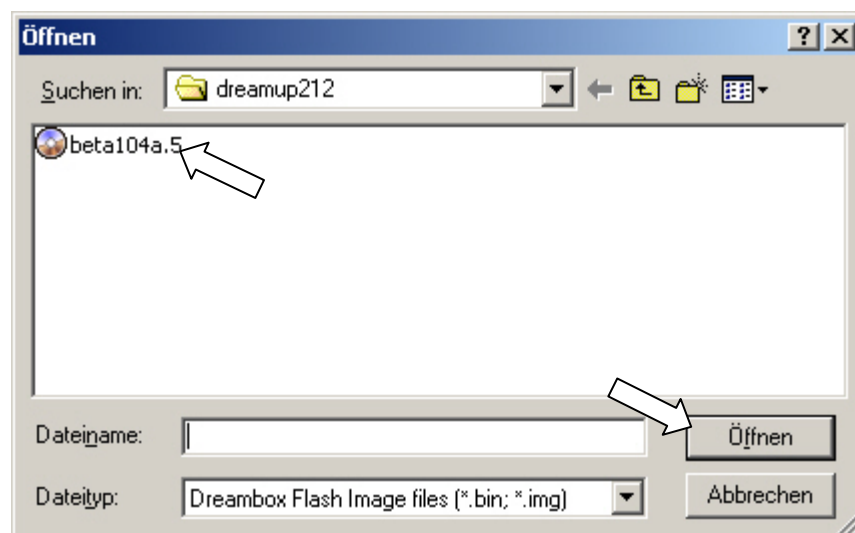 Öffnen
Suchen in: dreamup212
beta104a.5
Dateiname: Öffnen
Dateityp: Dreambox Flash Image files (*.bin; *.img) Abbrechen